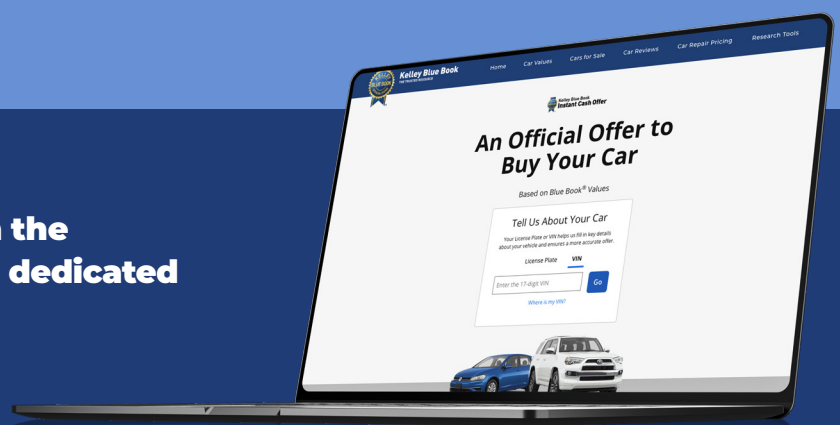 the
dedicated
Kelley Blue Book
THE TRUSTED RESOURCE
Home
Car Values
Cars for Sale
Car Reviews
Car Repair Pricing
Research Tools
Kelley Blue Book
Instant Cash Offer
An Official Offer to
Buy Your Car
Based on Blue Book® Values
Tell Us About Your Car
Your License Plate or VIN helps us fill in key details
about your vehicle and ensures a more accurate offer.
License Plate
VIN
Enter the 17-digit VIN
Go
Where is my VIN?